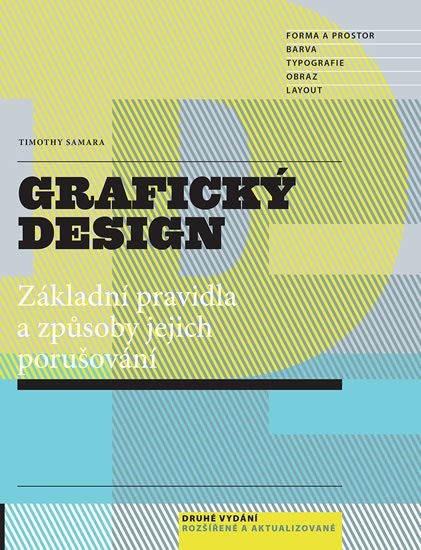 FORMA A PROSTOR
BARVA
TYPOGRAFIE
OBRAZ
LAYOUT
TIMOTHY SAMARA
GRAFICKÝ
DESIGN
Základní pravidla
a způsoby jejich
porušování
DRUHÉ VYDÁNÍ
ROZŠÍŘENÉ A AKTUALIZOVANÉ